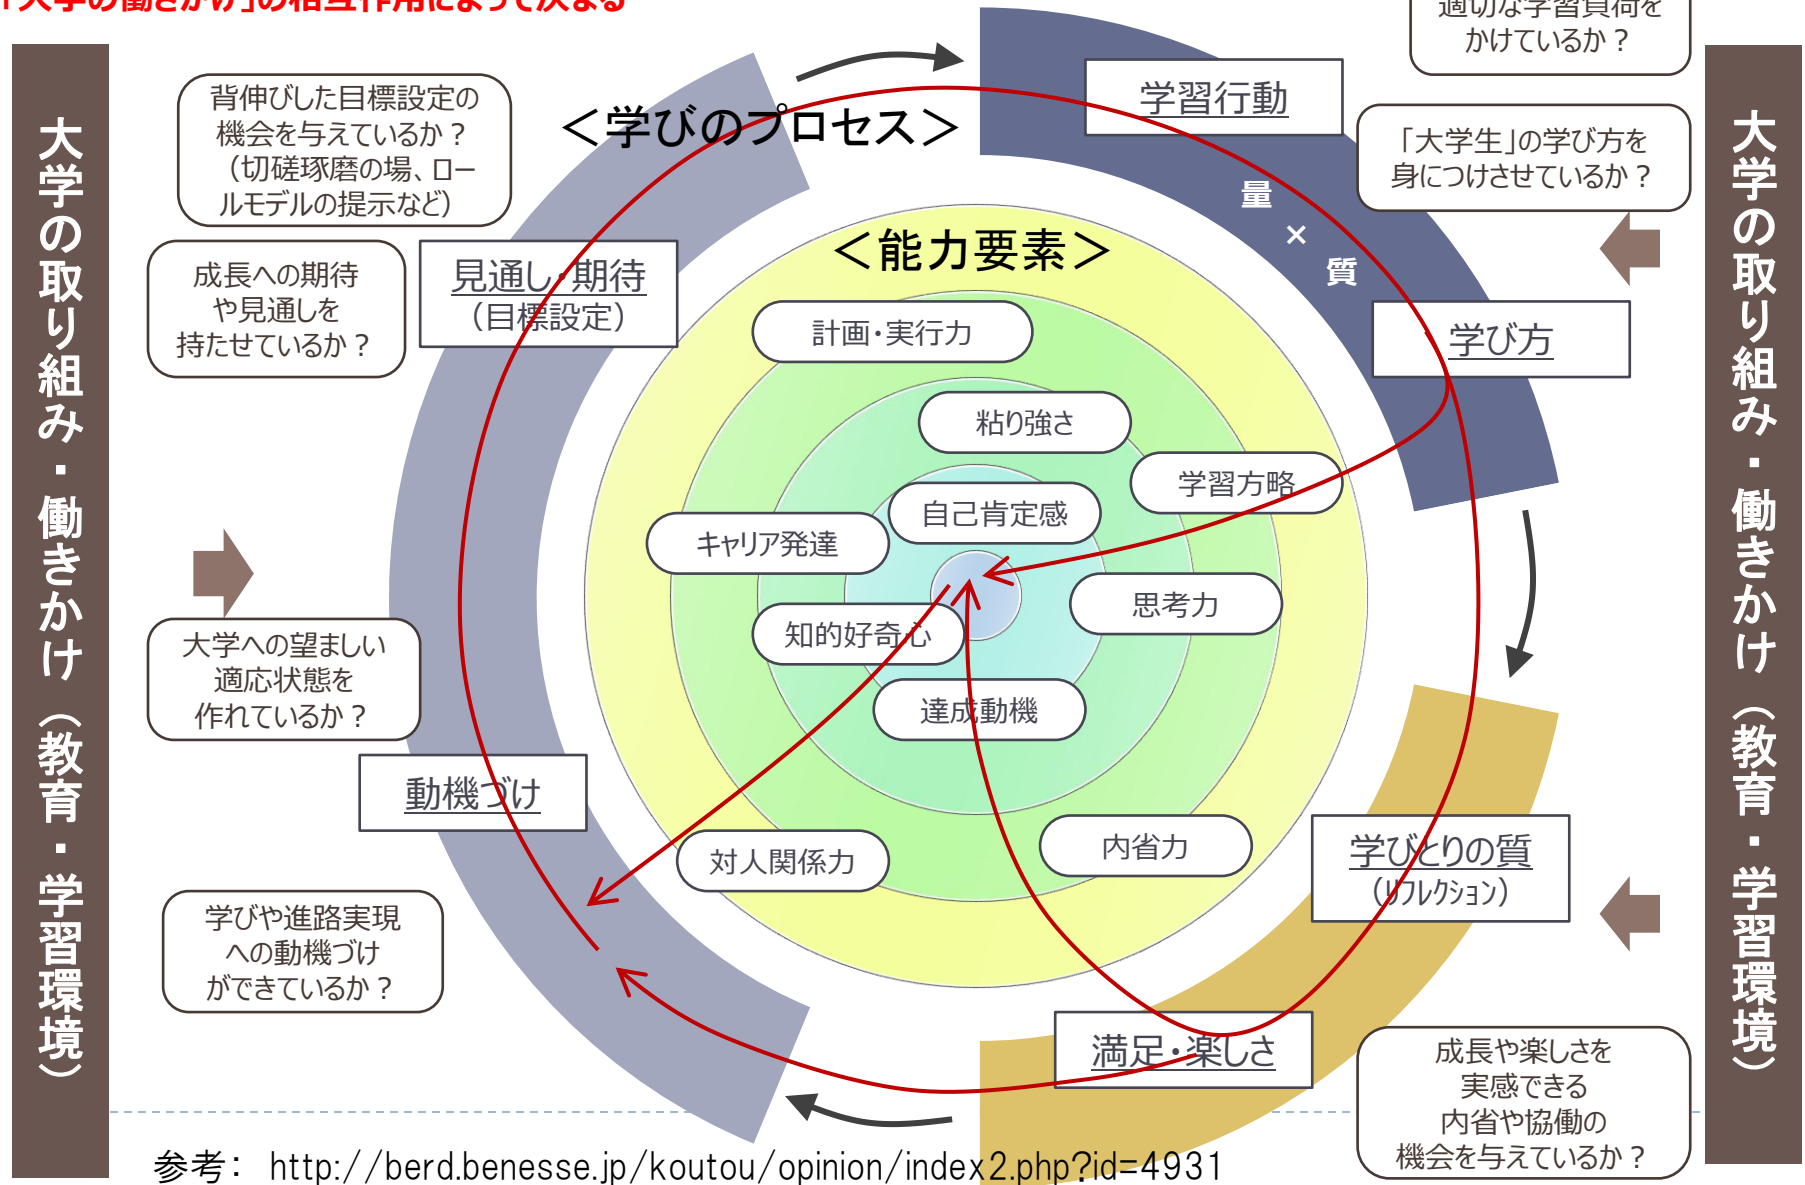 「大学の働きかけ」の相互作用によって決まる
適切な学習負荷を
かけているか？
大学の取り組み・働きかけ（教育・学習環境）
背伸びした目標設定の
機会を与えているか？
（切磋琢磨の場、ロー
ルモデルの提示など）
＜学びのプロセス＞
学習行動
「大学生」の学び方を
身につけさせているか？
大学の取り組み・働きかけ（教育・学習環境）
量
×
質
成長への期待
や見通しを
持たせているか？
見通し・期待
（目標設定）
＜能力要素＞
計画・実行力
学び方
粘り強さ
学習方略
自己肯定感
キャリア発達
思考力
知的好奇心
大学への望ましい
適応状態を
作れているか？
達成動機
動機づけ
対人関係力
内省力
学びとりの質
（リフレクション）
学びや進路実現
への動機づけ
ができているか？
満足・楽しさ
成長や楽しさを
実感できる
内省や協働の
機会を与えているか？
参考： http://berd.benesse.jp/koutou/opinion/index2.php?id=4931